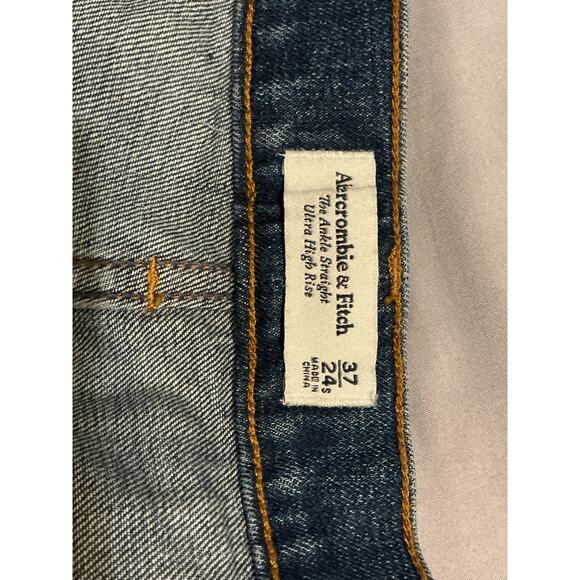 Abercrombie & Fitch
The Ankle Straight
Ultra High Rise
37
24S
MADE IN
CHINA